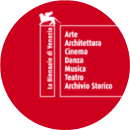 La Biennale di Venezia
Arte
Architettura
Cinema
Danza
Musica
Teatro
Archivio Storico